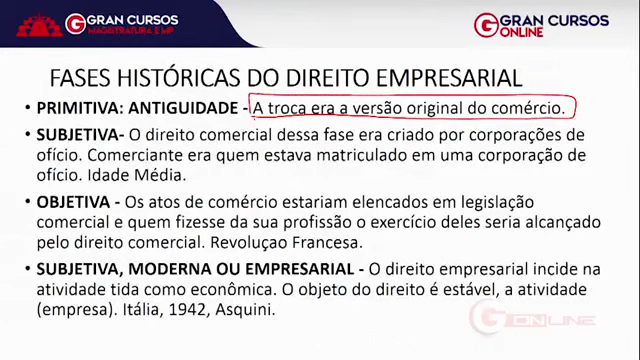 GRAN CURSOS
MAGISTRATURA E MP
GRAN CURSOS
ONLINE
FASES HISTÓRICAS DO DIREITO EMPRESARIAL
• PRIMITIVA: ANTIGUIDADE - A troca era a versão original do comércio.
• SUBJETIVA- O direito comercial dessa fase era criado por corporações de
ofício. Comerciante era quem estava matriculado em uma corporação de
ofício. Idade Média.
• OBJETIVA - Os atos de comércio estariam elencados em legislação
comercial e quem fizesse da sua profissão o exercício deles seria alcançado
pelo direito comercial. Revoluçao Francesa.
• SUBJETIVA, MODERNA OU EMPRESARIAL - O direito empresarial incide na
atividade tida como econômica. O objeto do direito é estável, a atividade
(empresa). Itália, 1942, Asquini.
G ONLINE